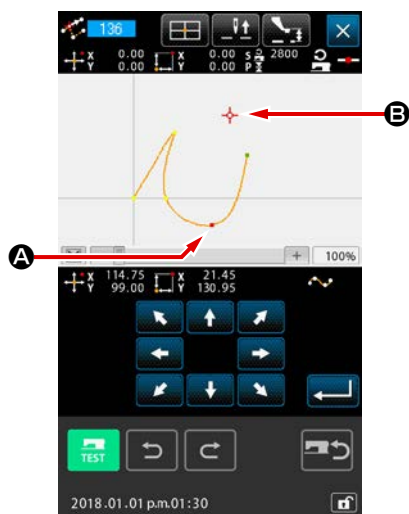 136
X 0.00 X 0.00 S 2800
Y 0.00 Y 0.00 P
B
A
+ 100%
X 114.75 X 21.45
Y 99.00 Y 130.95
TEST
2018.01.01 p.m.01:30